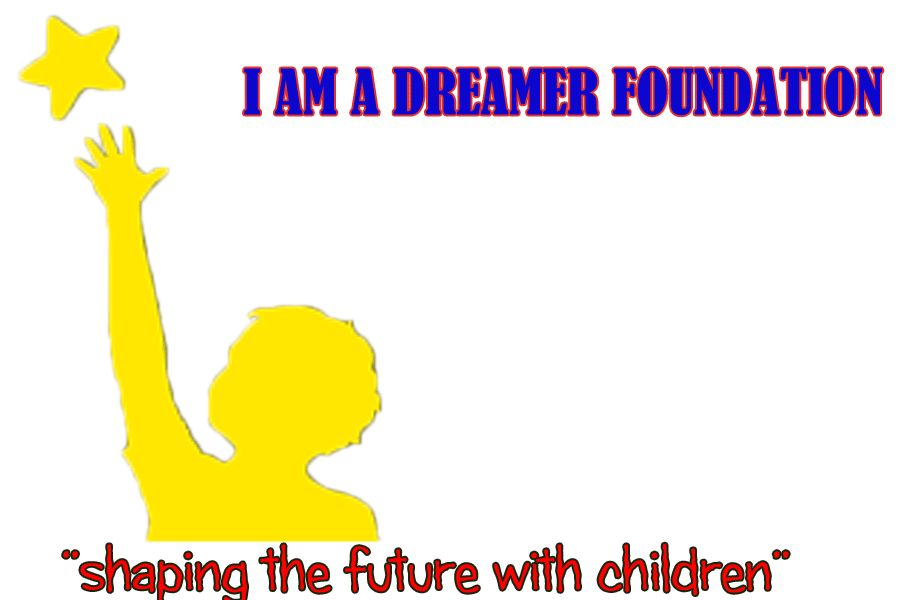 I AM A DREAMER FOUNDATION
"shaping the future with children"